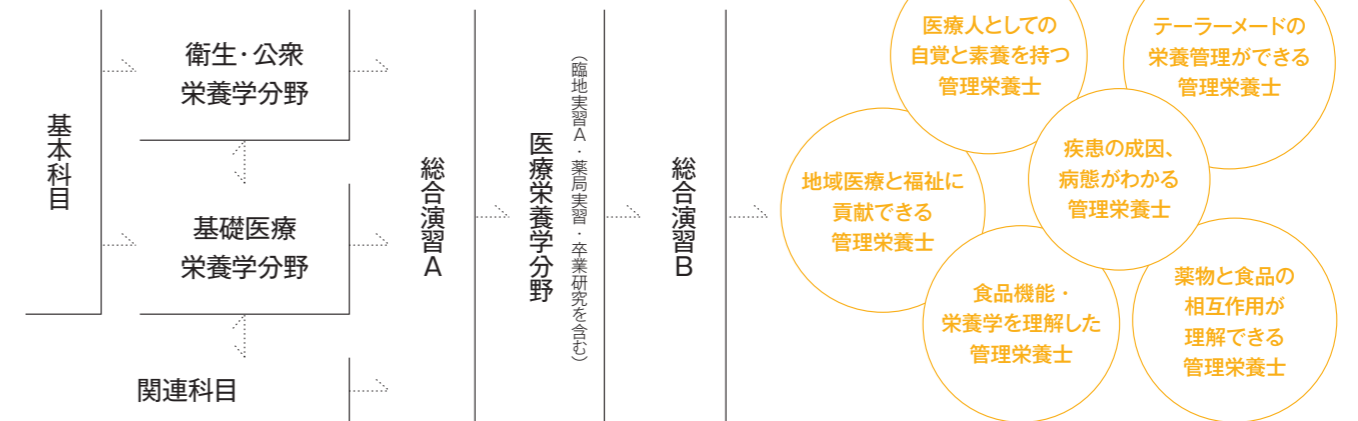 基本科目
衛生・公衆
栄養学分野
基礎医療
栄養学分野
関連科目
総合演習A
医療栄養学分野
（臨地実習A・薬局実習・卒業研究を含む）
総合演習B
医療人としての
自覚と素養を持つ
管理栄養士
テーラーメードの
栄養管理ができる
管理栄養士
疾患の成因、
病態がわかる
管理栄養士
地域医療と福祉に
貢献できる
管理栄養士
食品機能・
栄養学を理解した
管理栄養士
薬物と食品の
相互作用が
理解できる
管理栄養士